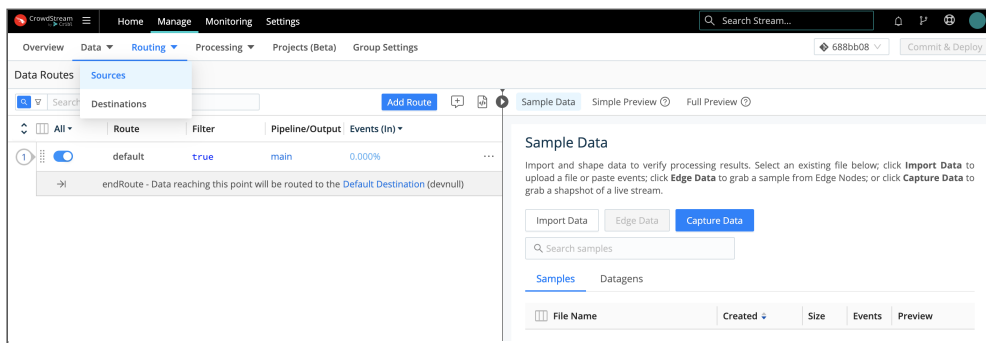 CrowdStream
by Cribl
Home Manage Monitoring Settings
Search Stream...
Overview Data Routing Processing Projects (Beta) Group Settings
688bb08
Commit & Deploy
Data Routes
Sources
Destinations
Search
Add Route
Sample Data Simple Preview Full Preview
All Route Filter Pipeline/Output Events (In)
1 default true main 0.000% ...
endRoute - Data reaching this point will be routed to the Default Destination (devnull)
Sample Data
Import and shape data to verify processing results. Select an existing file below; click Import Data to
upload a file or paste events; click Edge Data to grab a sample from Edge Nodes; or click Capture Data to
grab a shapshot of a live stream.
Import Data Edge Data Capture Data
Search samples
Samples Datagens
File Name Created Size Events Preview